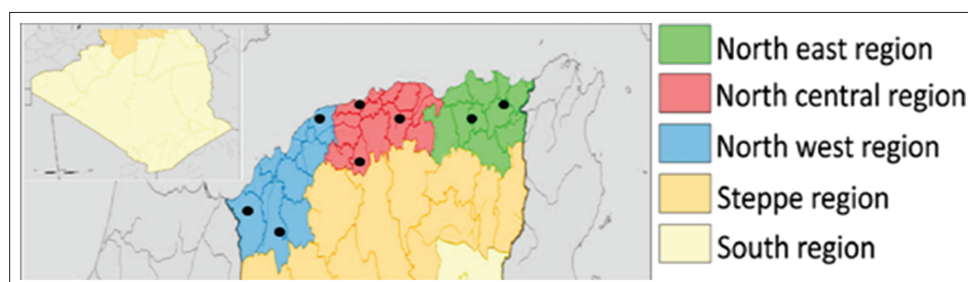 North east region
North central region
North west region
Steppe region
South region